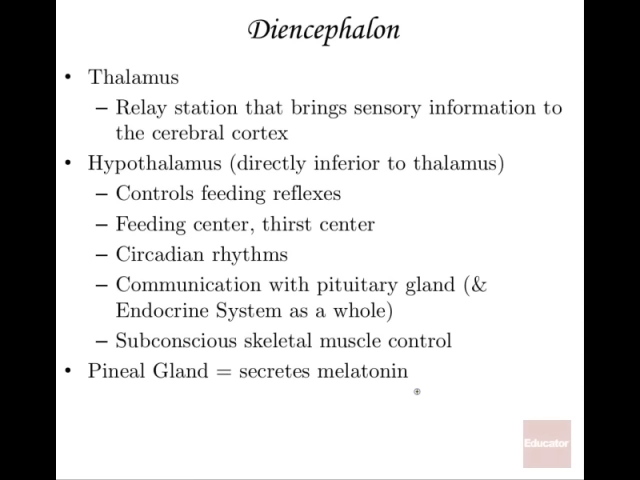 Diencephalon
• Thalamus
– Relay station that brings sensory information to
the cerebral cortex
• Hypothalamus (directly inferior to thalamus)
– Controls feeding reflexes
– Feeding center, thirst center
– Circadian rhythms
– Communication with pituitary gland (&
Endocrine System as a whole)
– Subconscious skeletal muscle control
• Pineal Gland = secretes melatonin
Educator